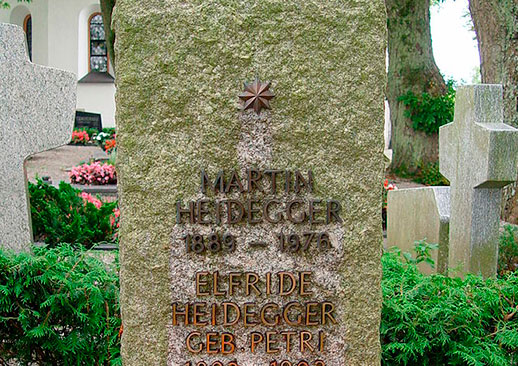 MARTIN
HEIDEGGER
1889 – 1976
ELFRIDE
HEIDEGGER
GEB. PETRI